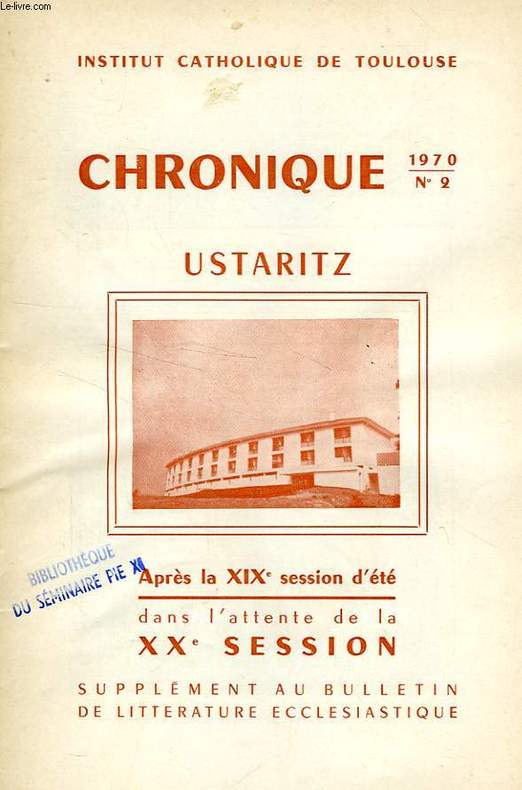 Le-livre.com
INSTITUT CATHOLIQUE DE TOULOUSE
CHRONIQUE 1970
N° 2
USTARITZ
BIBLIOTHÈQUE
DU SÉMINAIRE PIE XI
Après la XIXe session d'été
dans l'attente de la
XXe SESSION
SUPPLÉMENT AU BULLETIN
DE LITTERATURE ECCLESIASTIQUE